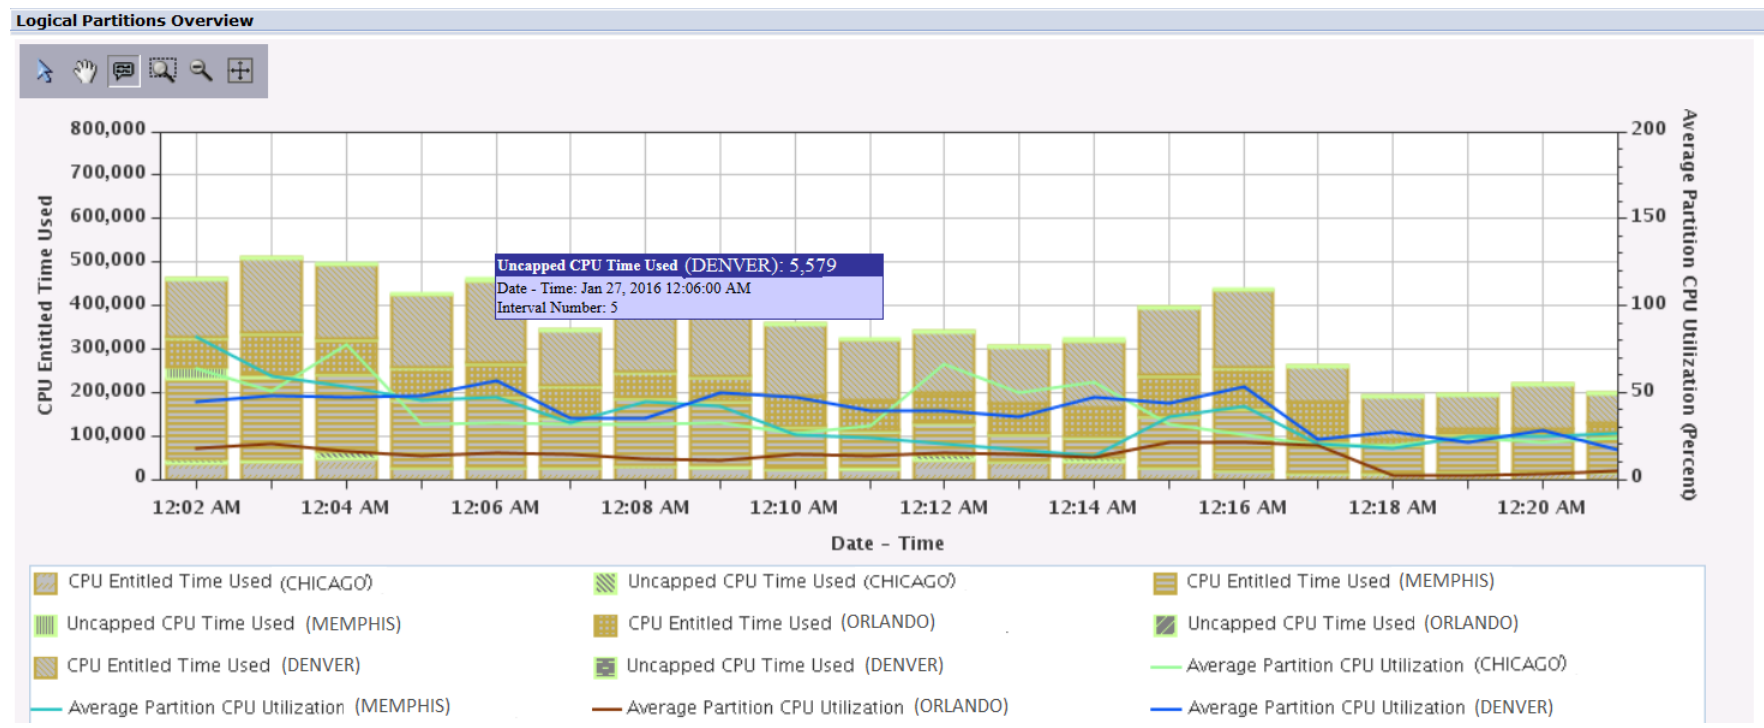 Logical Partitions Overview
800,000
700,000
600,000
500,000
400,000
300,000
200,000
100,000
0
CPU Entitled Time Used
200
150
100
50
0
Average Partition CPU Utilization (Percent)
Uncapped CPU Time Used (DENVER): 5,579
Date - Time: Jan 27, 2016 12:06:00 AM
Interval Number: 5
12:02 AM 12:04 AM 12:06 AM 12:08 AM 12:10 AM 12:12 AM 12:14 AM 12:16 AM 12:18 AM 12:20 AM
Date - Time
CPU Entitled Time Used (CHICAGO) Uncapped CPU Time Used (CHICAGO) CPU Entitled Time Used (MEMPHIS)
Uncapped CPU Time Used (MEMPHIS) CPU Entitled Time Used (ORLANDO) Uncapped CPU Time Used (ORLANDO)
CPU Entitled Time Used (DENVER) Uncapped CPU Time Used (DENVER) Average Partition CPU Utilization (CHICAGO)
Average Partition CPU Utilization (MEMPHIS) Average Partition CPU Utilization (ORLANDO) Average Partition CPU Utilization (DENVER)